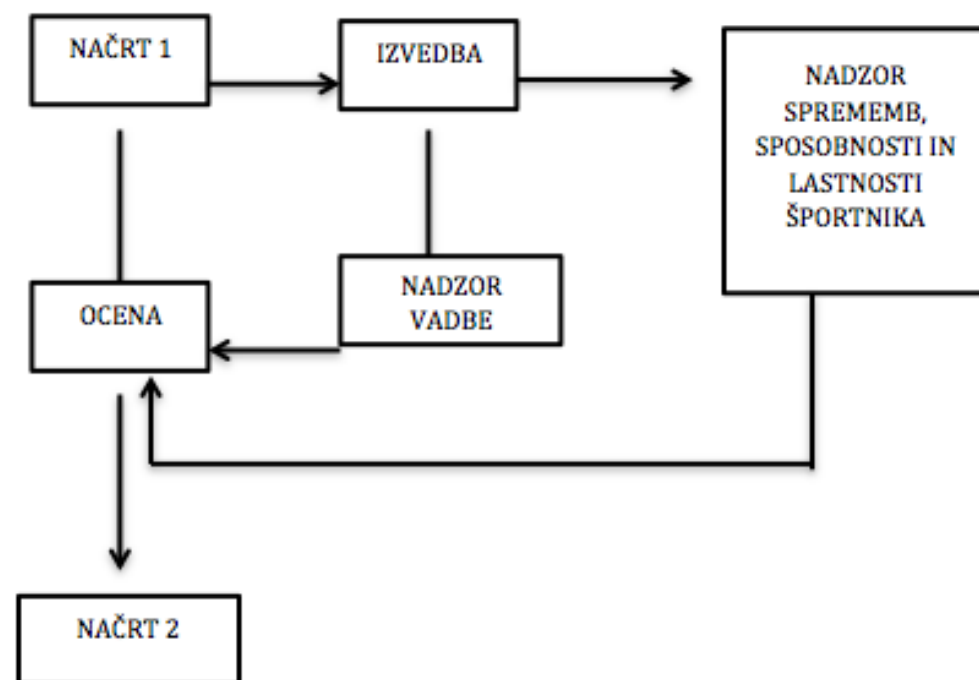 NAČRT 1
IZVEDBA
NADZOR
SPREMEMB,
SPOSOBNOSTI IN
LASTNOSTI
ŠPORTNIKA
OCENA
NADZOR
VADBE
NAČRT 2